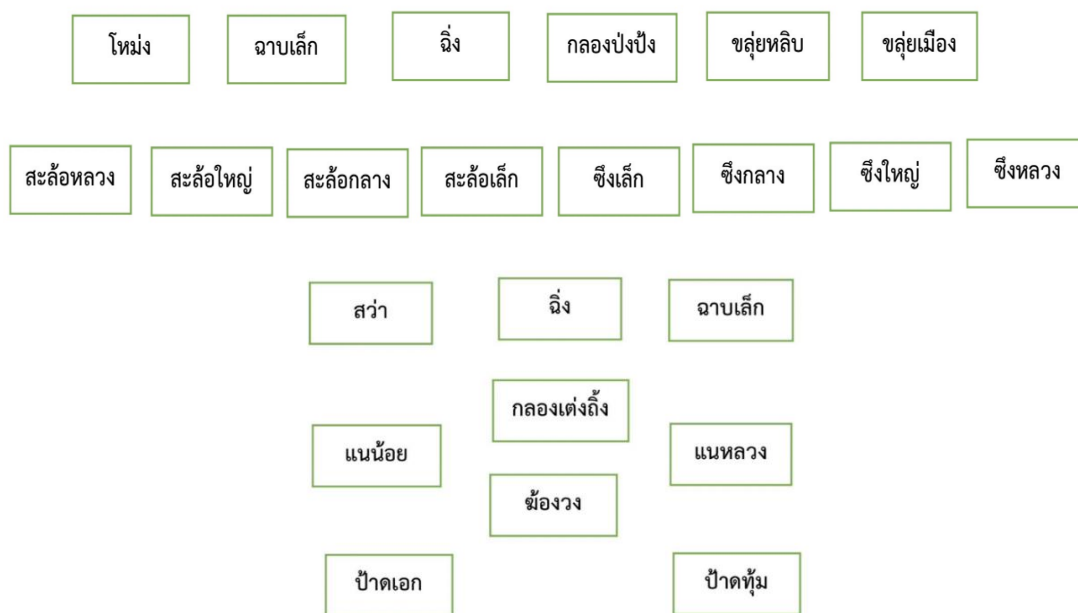 โหม่ง ฉาบเล็ก ฉิ่ง กลองป่งป้ง ขลุ่ยหลิบ ขลุ่ยเมือง
สะล้อหลวง สะล้อใหญ่ สะล้อกลาง สะล้อเล็ก ซึงเล็ก ซึงกลาง ซึงใหญ่ ซึงหลวง
สว่า ฉิ่ง ฉาบเล็ก
กลองเต่งถิ้ง
แนน้อย แนหลวง
ฆ้องวง
ป้าดเอก ป้าดทุ้ม